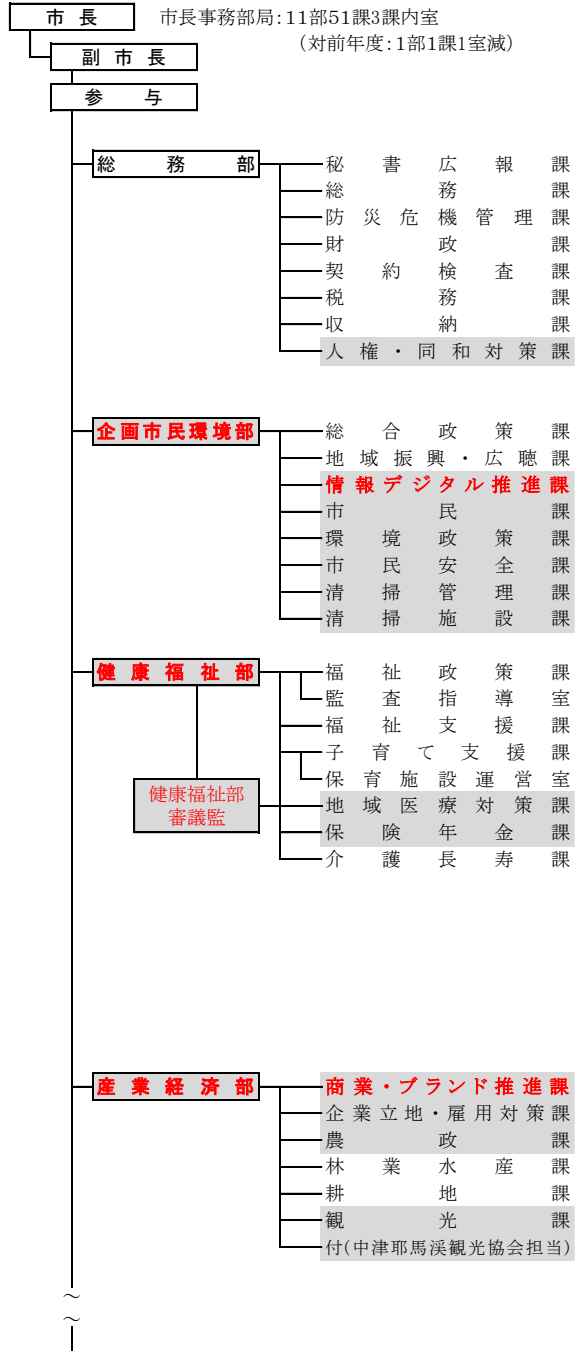 市長
市長事務部局:11部51課3課内室
(対前年度:1部1課1室減)
副市長
参与
総務部
秘書広報課
総務課
防災危機管理課
財政課
契約検査課
税務課
収納課
人権・同和対策課
企画市民環境部
総合政策課
地域振興・広聴課
情報デジタル推進課
市民課
環境政策課
市民安全課
清掃管理課
清掃施設課
健康福祉部
福祉政策課
監査指導室
福祉支援課
子育て支援課
保育施設運営室
健康福祉部
審議監
地域医療対策課
保険年金課
介護長寿課
産業経済部
商業・ブランド推進課
企業立地・雇用対策課
農政課
林業水産課
耕地課
観光課
付(中津耶馬渓観光協会担当)
~
~